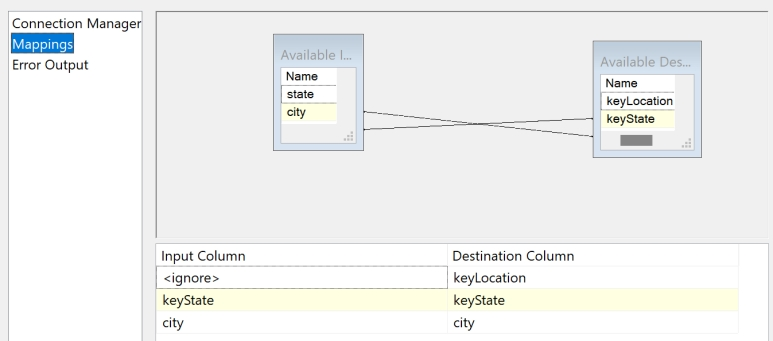 Connection Manager
Mappings
Error Output
Available I...
Name
state
city
Available Des...
Name
keyLocation
keyState
Input Column Destination Column
<ignore> keyLocation
keyState keyState
city city